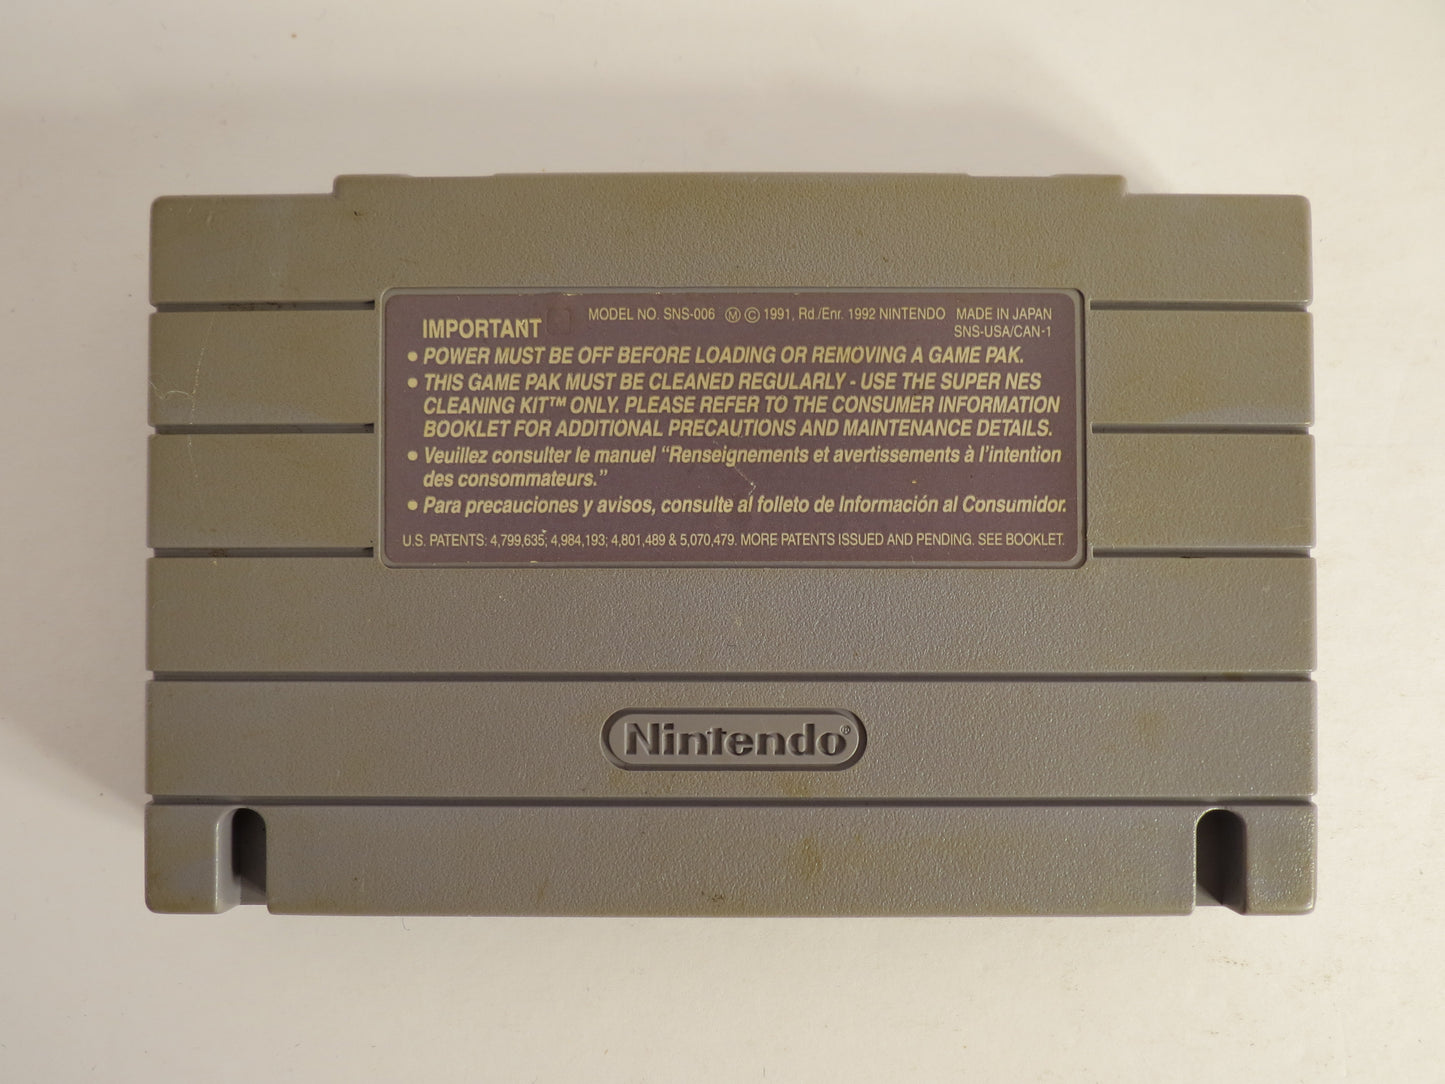 IMPORTANT MODEL NO. SNS-006 Ⓜ © 1991, Rd./Enr. 1992 NINTENDO MADE IN JAPAN
SNS-USA/CAN-1
• POWER MUST BE OFF BEFORE LOADING OR REMOVING A GAME PAK.
• THIS GAME PAK MUST BE CLEANED REGULARLY - USE THE SUPER NES
CLEANING KIT™ ONLY. PLEASE REFER TO THE CONSUMER INFORMATION
BOOKLET FOR ADDITIONAL PRECAUTIONS AND MAINTENANCE DETAILS.
• Veuillez consulter le manuel “Renseignements et avertissements à l’intention
des consommateurs.”
• Para precauciones y avisos, consulte al folleto de Información al Consumidor.
U.S. PATENTS: 4,799,635; 4,984,193; 4,801,489 & 5,070,479. MORE PATENTS ISSUED AND PENDING. SEE BOOKLET.
Nintendo®